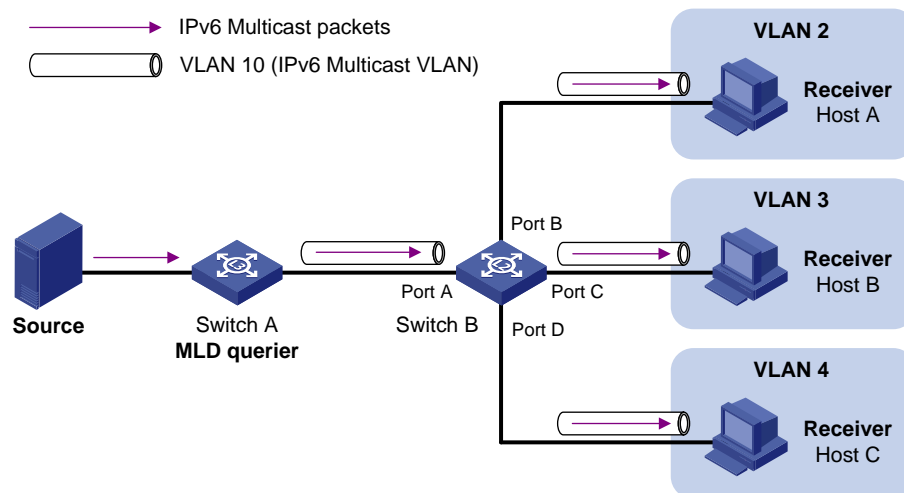 IPv6 Multicast packets
VLAN 10 (IPv6 Multicast VLAN)
VLAN 2
Receiver
Host A
VLAN 3
Receiver
Host B
VLAN 4
Receiver
Host C
Port B
Port A
Port C
Port D
Source
Switch A
MLD querier
Switch B